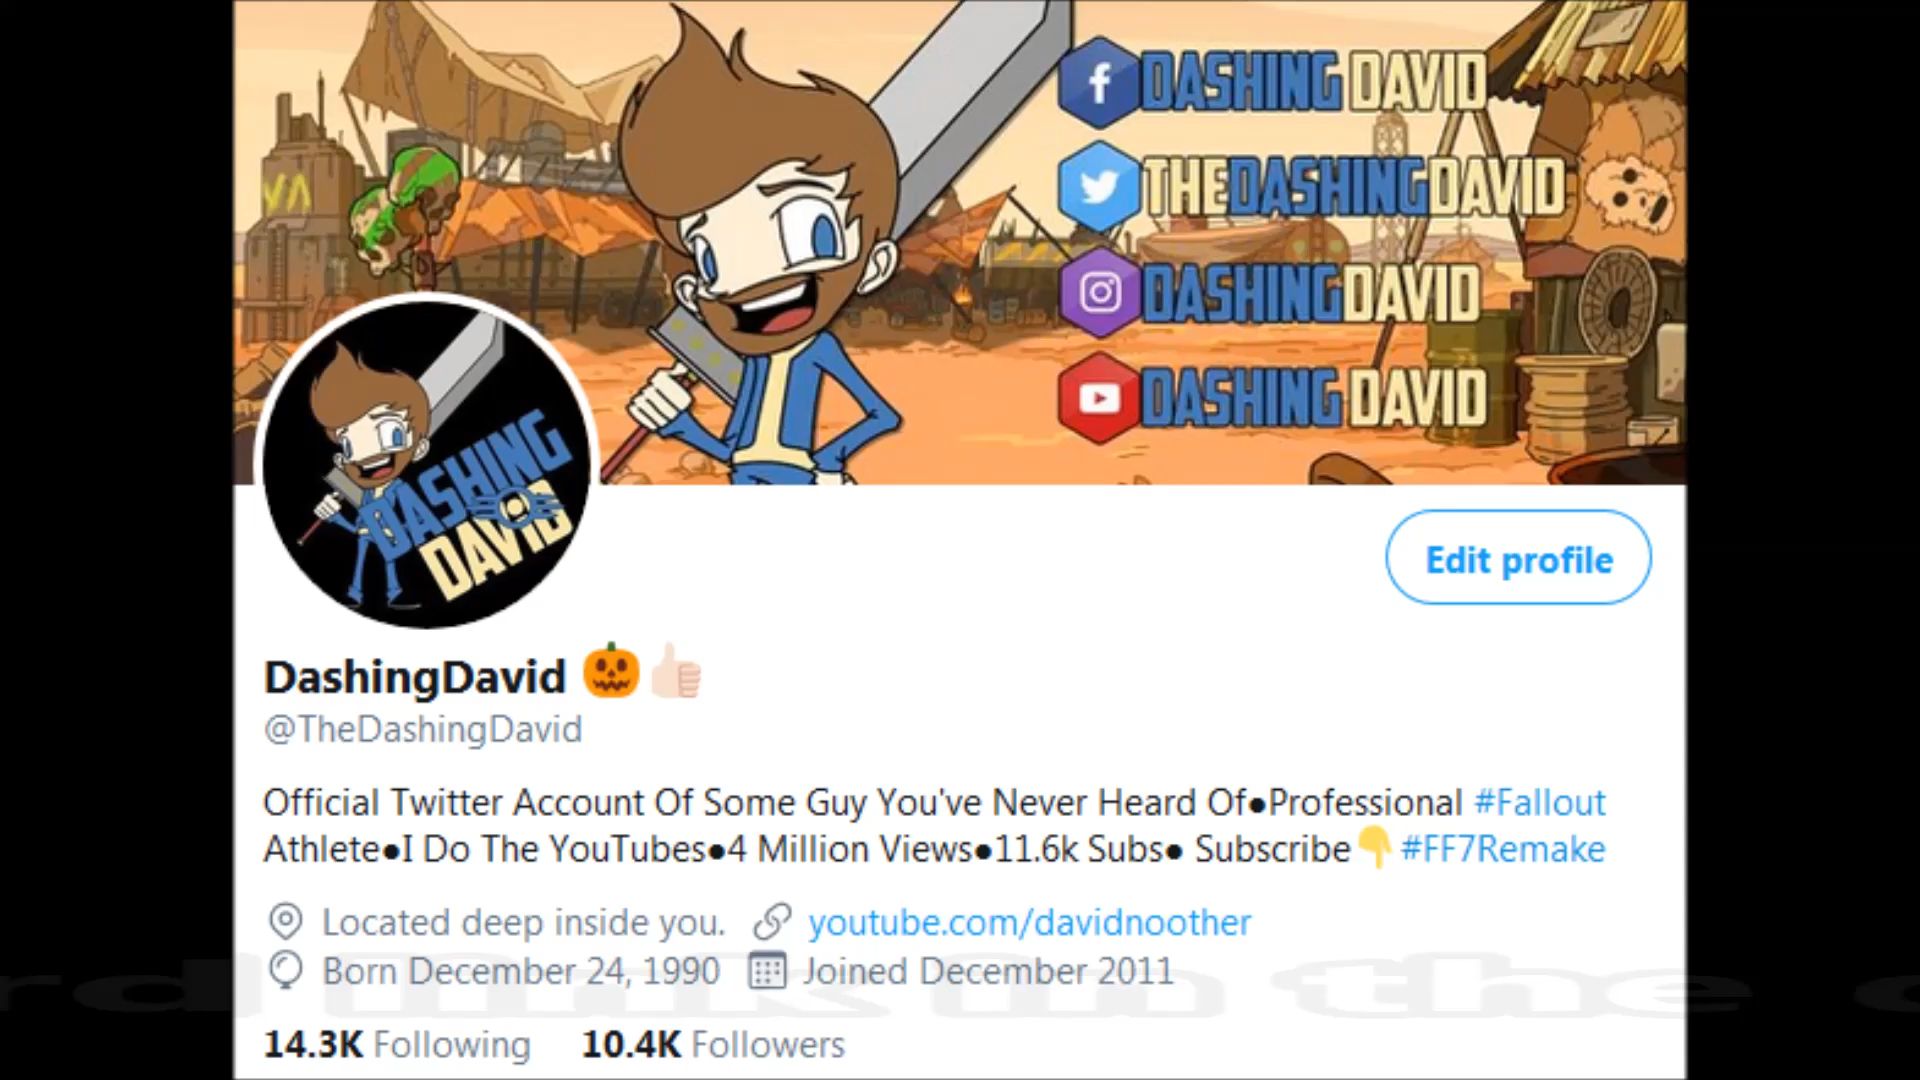 DASHING DAVID
THEDASHINGDAVID
DASHINGDAVID
DASHING DAVID
DASHING
DAVID
Edit profile
DashingDavid 🎃👍🏻
@TheDashingDavid
Official Twitter Account Of Some Guy You've Never Heard Of●Professional #Fallout
Athlete●I Do The YouTubes●4 Million Views●11.6k Subs● Subscribe👇#FF7Remake
Located deep inside you. youtube.com/davidnoother
Born December 24, 1990 Joined December 2011
in the
14.3K Following 10.4K Followers